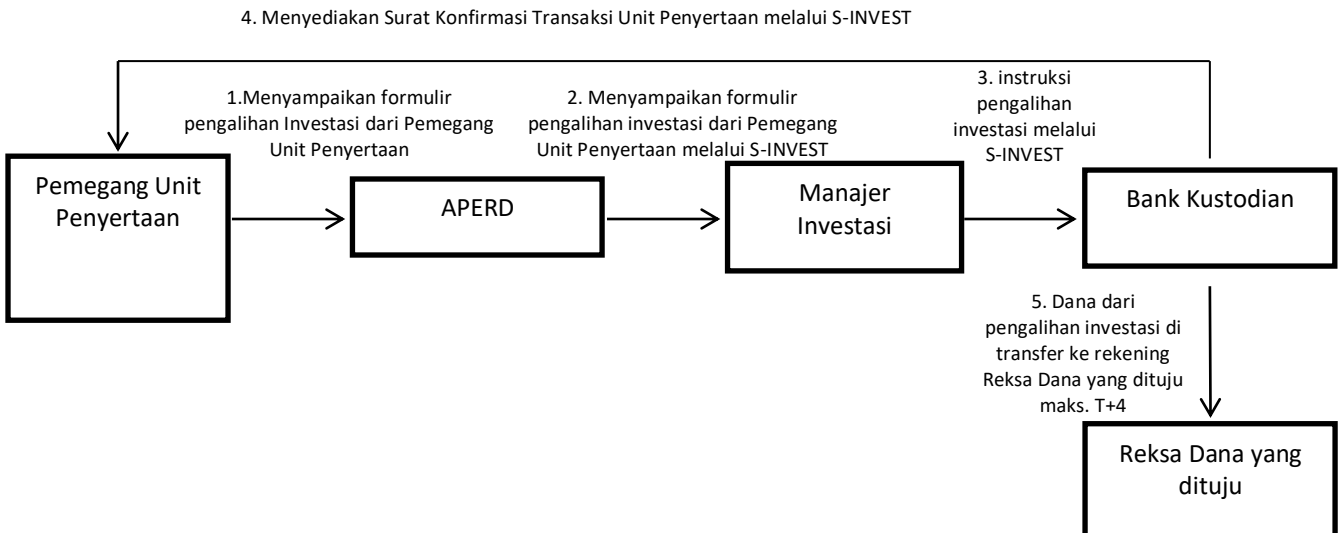 4. Menyediakan Surat Konfirmasi Transaksi Unit Penyertaan melalui S-INVEST
1.Menyampaikan formulir
pengalihan Investasi dari Pemegang
Unit Penyertaan
2. Menyampaikan formulir
pengalihan investasi dari Pemegang
Unit Penyertaan melalui S-INVEST
3. instruksi
pengalihan
investasi melalui
S-INVEST
Pemegang Unit
Penyertaan
APERD
Manajer
Investasi
Bank Kustodian
5. Dana dari
pengalihan investasi di
transfer ke rekening
Reksa Dana yang dituju
maks. T+4
Reksa Dana yang
dituju